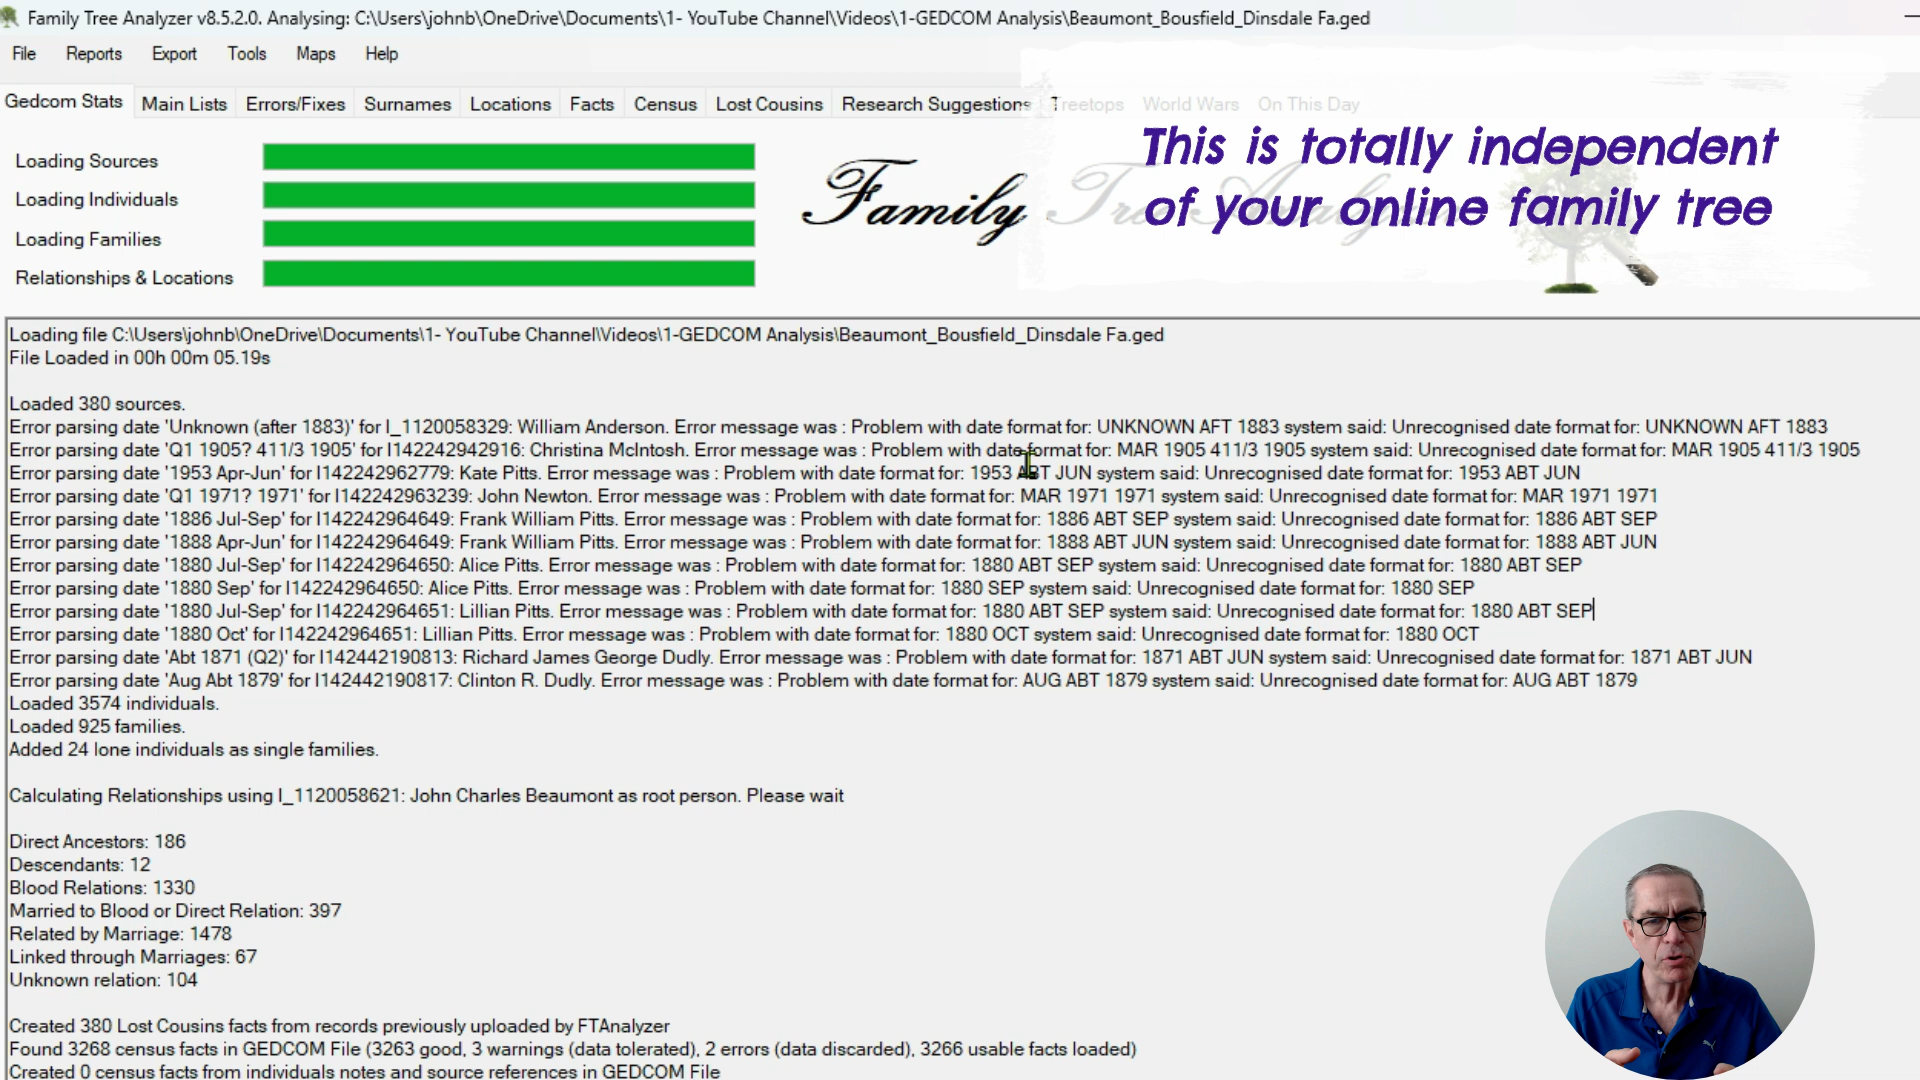 Family Tree Analyzer v8.5.2.0. Analysing: C:\Users\johnb\OneDrive\Documents\1- YouTube Channel\Videos\1-GEDCOM Analysis\Beaumont_Bousfield_Dinsdale Fa.ged
File Reports Export Tools Maps Help
Gedcom Stats Main Lists Errors/Fixes Surnames Locations Facts Census Lost Cousins Research Suggestions Treetops World Wars On This Day
This is totally independent
of your online family tree
Loading Sources
Loading Individuals
Loading Families
Relationships & Locations
Family Tree Analyzer
Loading file C:\Users\johnb\OneDrive\Documents\1- YouTube Channel\Videos\1-GEDCOM Analysis\Beaumont_Bousfield_Dinsdale Fa.ged
File Loaded in 00h 00m 05.19s
Loaded 380 sources.
Error parsing date 'Unknown (after 1883)' for I_1120058329: William Anderson. Error message was : Problem with date format for: UNKNOWN AFT 1883 system said: Unrecognised date format for: UNKNOWN AFT 1883
Error parsing date 'Q1 1905? 411/3 1905' for I142242942916: Christina McIntosh. Error message was : Problem with date format for: MAR 1905 411/3 1905 system said: Unrecognised date format for: MAR 1905 411/3 1905
Error parsing date '1953 Apr-Jun' for I142242962779: Kate Pitts. Error message was : Problem with date format for: 1953 ABT JUN system said: Unrecognised date format for: 1953 ABT JUN
Error parsing date 'Q1 1971? 1971' for I142242963239: John Newton. Error message was : Problem with date format for: MAR 1971 1971 system said: Unrecognised date format for: MAR 1971 1971
Error parsing date '1886 Jul-Sep' for I142242964649: Frank William Pitts. Error message was : Problem with date format for: 1886 ABT SEP system said: Unrecognised date format for: 1886 ABT SEP
Error parsing date '1888 Apr-Jun' for I142242964649: Frank William Pitts. Error message was : Problem with date format for: 1888 ABT JUN system said: Unrecognised date format for: 1888 ABT JUN
Error parsing date '1880 Jul-Sep' for I142242964650: Alice Pitts. Error message was : Problem with date format for: 1880 ABT SEP system said: Unrecognised date format for: 1880 ABT SEP
Error parsing date '1880 Sep' for I142242964650: Alice Pitts. Error message was : Problem with date format for: 1880 SEP system said: Unrecognised date format for: 1880 SEP
Error parsing date '1880 Jul-Sep' for I142242964651: Lillian Pitts. Error message was : Problem with date format for: 1880 ABT SEP system said: Unrecognised date format for: 1880 ABT SEP
Error parsing date '1880 Oct' for I142242964651: Lillian Pitts. Error message was : Problem with date format for: 1880 OCT system said: Unrecognised date format for: 1880 OCT
Error parsing date 'Abt 1871 (Q2)' for I142442190813: Richard James George Dudly. Error message was : Problem with date format for: 1871 ABT JUN system said: Unrecognised date format for: 1871 ABT JUN
Error parsing date 'Aug Abt 1879' for I142442190817: Clinton R. Dudly. Error message was : Problem with date format for: AUG ABT 1879 system said: Unrecognised date format for: AUG ABT 1879
Loaded 3574 individuals.
Loaded 925 families.
Added 24 lone individuals as single families.
Calculating Relationships using I_1120058621: John Charles Beaumont as root person. Please wait
Direct Ancestors: 186
Descendants: 12
Blood Relations: 1330
Married to Blood or Direct Relation: 397
Related by Marriage: 1478
Linked through Marriages: 67
Unknown relation: 104
Created 380 Lost Cousins facts from records previously uploaded by FTAnalyzer
Found 3268 census facts in GEDCOM File (3263 good, 3 warnings (data tolerated), 2 errors (data discarded), 3266 usable facts loaded)
Created 0 census facts from individuals notes and source references in GEDCOM File